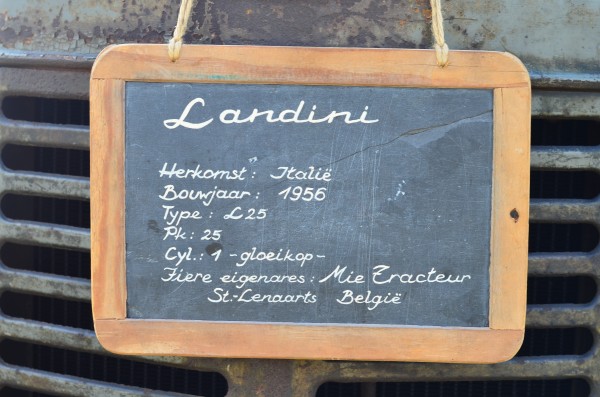 Landini
Herkomst: Italië
Bouwjaar: 1956
Type: L25
Pk: 25
Cyl.: 1 -gloeikop-
Fiere eigenares: Mie Tracteur
St.-Lenaarts België